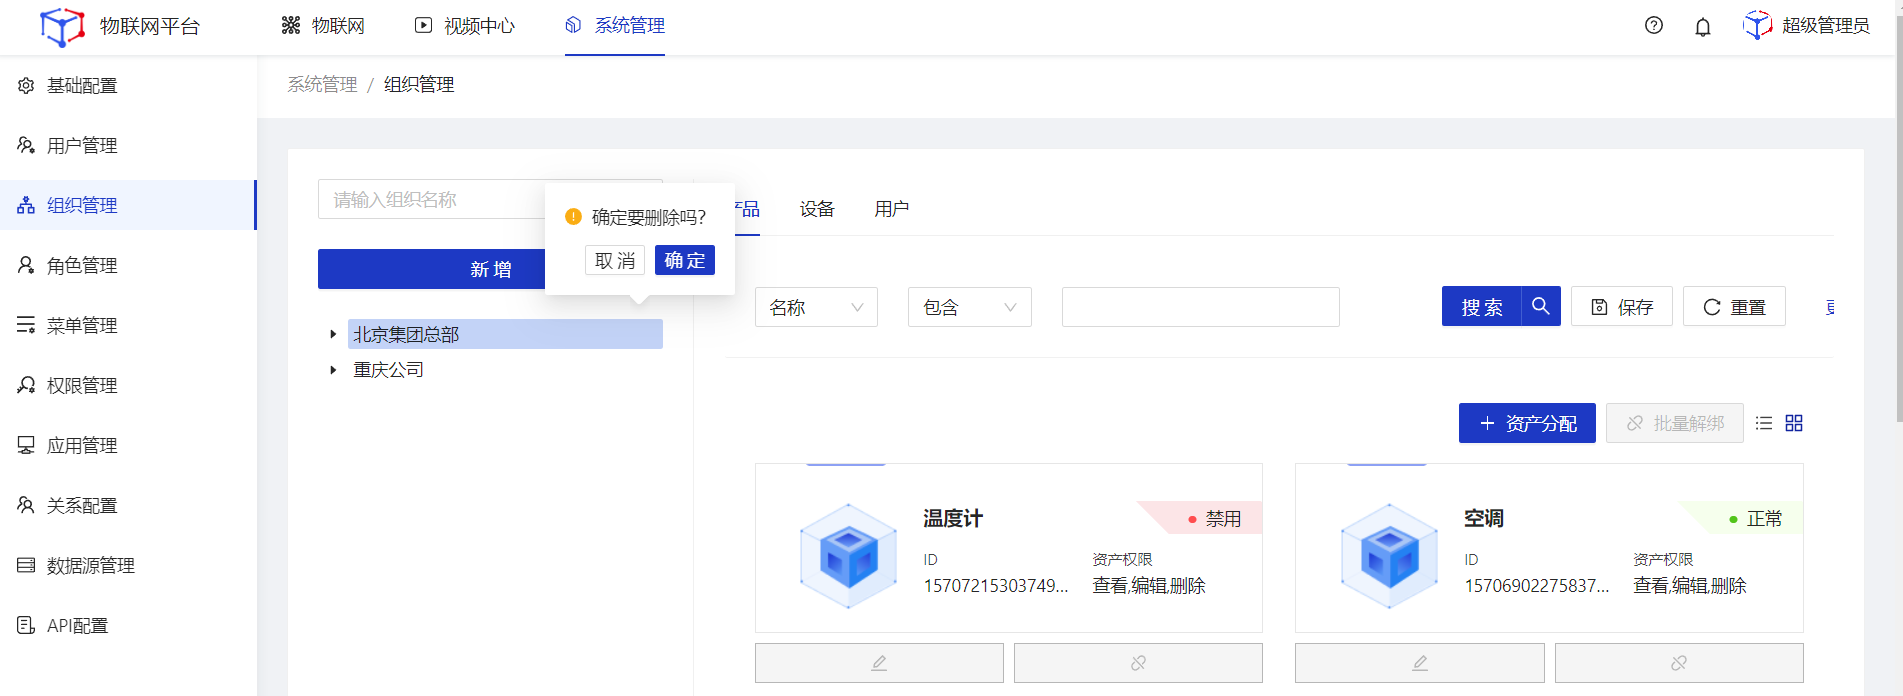 物联网平台
物联网
视频中心
系统管理
超级管理员
基础配置
用户管理
组织管理
角色管理
菜单管理
权限管理
应用管理
关系配置
数据源管理
API配置
系统管理 / 组织管理
请输入组织名称
确定要删除吗?
取 消
确 定
新 增
北京集团总部
重庆公司
产品
设备
用户
名称
包含
搜 索
保存
重置
资产分配
批量解绑
温度计
禁用
ID
资产权限
15707215303749...
查看,编辑,删除
空调
正常
ID
资产权限
15706902275837...
查看,编辑,删除